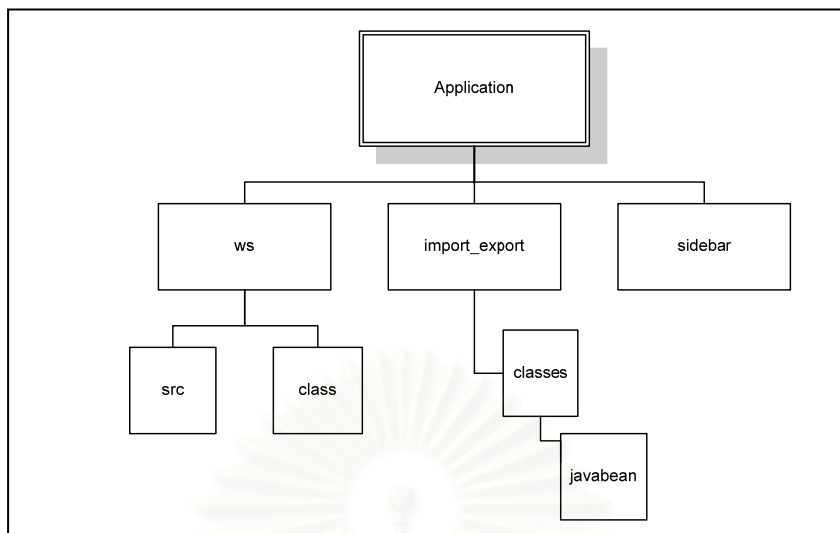 Application
ws
import_export
sidebar
src
class
classes
javabean